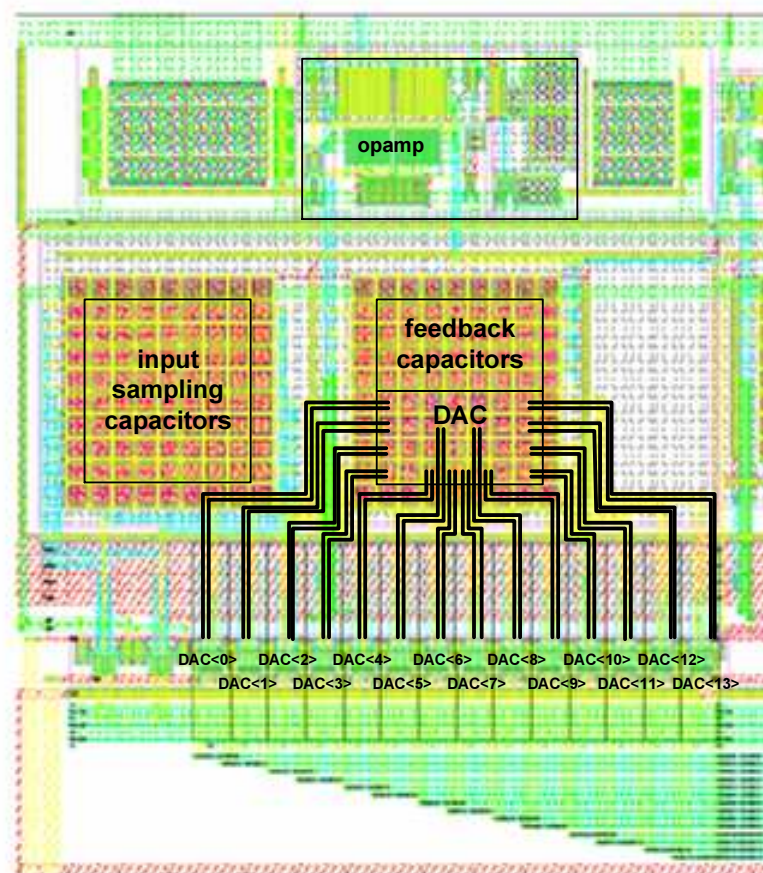 opamp
input
sampling
capacitors
feedback
capacitors
DAC
DAC<0> DAC<2> DAC<4> DAC<6> DAC<8> DAC<10> DAC<12>
DAC<1> DAC<3> DAC<5> DAC<7> DAC<9> DAC<11> DAC<13>